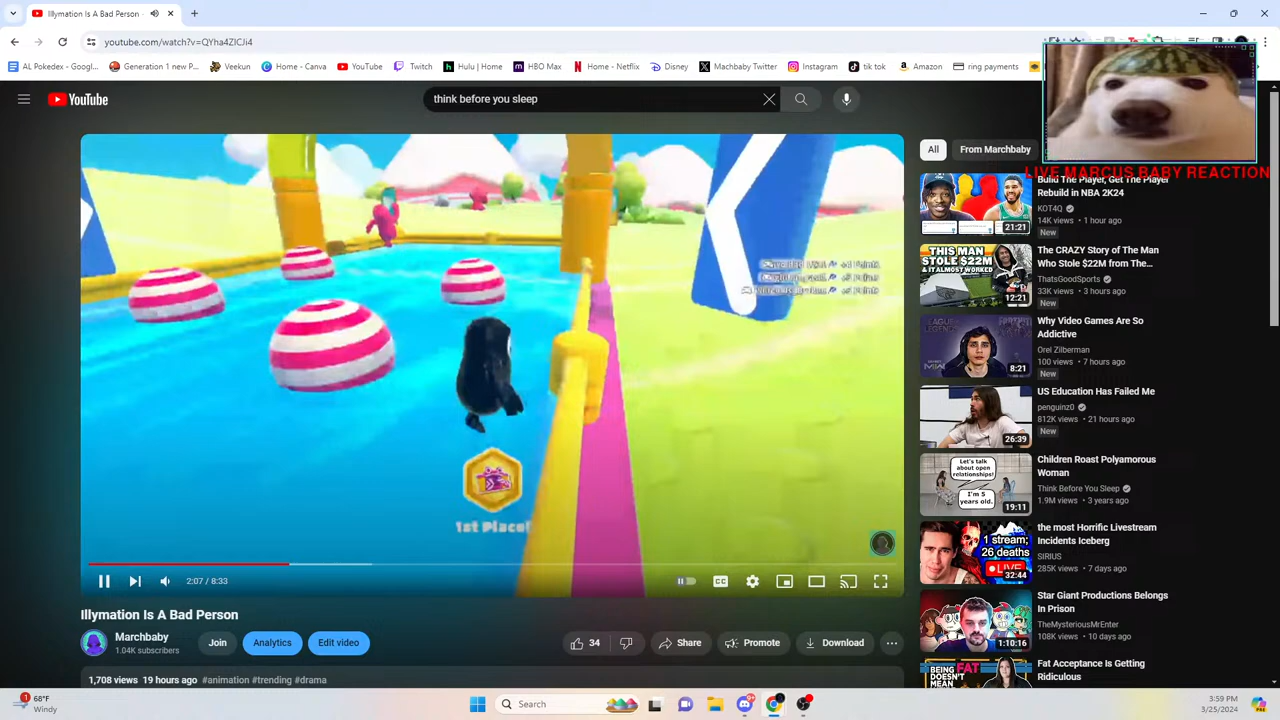 Illymation Is A Bad Person
youtube.com/watch?v=QYha4ZICJi4
AL Pokedex - Googl...
Generation 1 new P...
Veekun
Home - Canva
YouTube
Twitch
Hulu
HBO Dax
Home - Netflix
Disney
Machibaby Twitter
Instagram
tik tok
Amazon
ring payments
YouTube
think before you sleep
All
From Marchbaby
LIVE MARCUS BABY REACTION
Build The Player, Get The Player
Rebuild in NBA 2K24
KOT4Q
14K views • 1 hour ago
New
21:21
THIS MAN
STOLE $22M
& IT ALMOST WORKED
12:21
The CRAZY Story of The Man
Who Stole $22M from The...
ThatsGoodSports
33K views • 3 hours ago
New
8:21
Why Video Games Are So
Addictive
Orel Zilberman
100 views • 7 hours ago
New
26:39
US Education Has Failed Me
penguinz0
812K views • 21 hours ago
New
Let's talk
about open
relationships!
I'm 5
years old.
19:11
Children Roast Polyamorous
Woman
Think Before You Sleep
1.9M views • 3 years ago
1 stream;
26 deaths
LIVE
32:44
the most Horrific Livestream
Incidents Iceberg
SIRIUS
285K views • 7 days ago
1:10:16
Star Giant Productions Belongs
In Prison
TheMysteriousMrEnter
108K views • 10 days ago
BEING FAT
DOESN'T
MEAN
Fat Acceptance Is Getting
Ridiculous
1st Place!
2:07 / 8:33
CC
Illymation Is A Bad Person
Marchbaby
1.04K subscribers
Join
Analytics
Edit video
34
Share
Promote
Download
1,708 views 19 hours ago #animation #trending #drama
1
68°F
Windy
Search
3:59 PM
3/25/2024